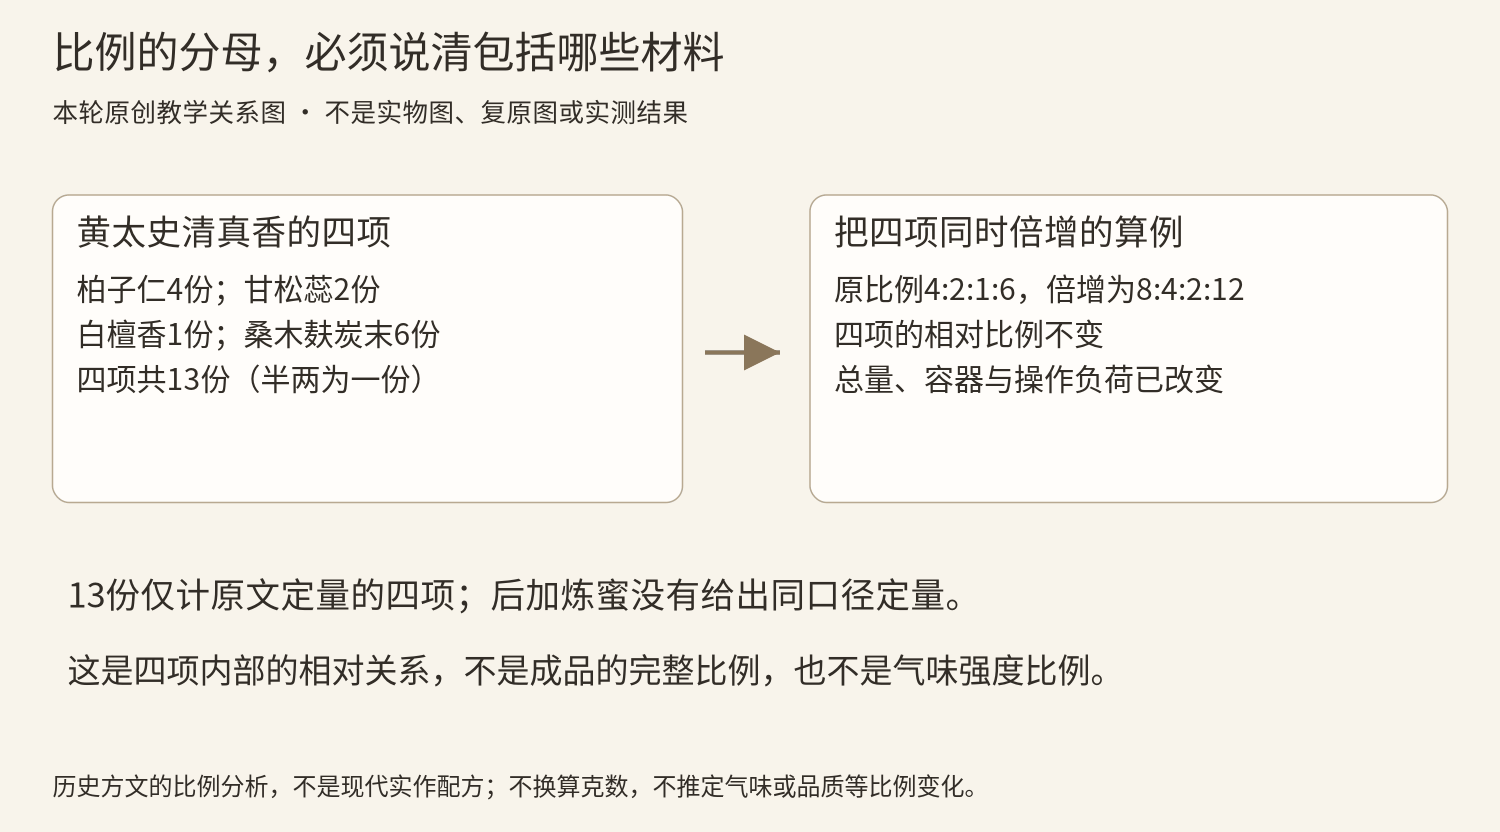 比例的分母，必须说清包括哪些材料
本轮原创教学关系图 · 不是实物图、复原图或实测结果
黄太史清真香的四项
柏子仁4份；甘松蕊2份
白檀香1份；桑木麸炭末6份
四项共13份（半两为一份）
把四项同时倍增的算例
原比例4:2:1:6，倍增为8:4:2:12
四项的相对比例不变
总量、容器与操作负荷已改变
13份仅计原文定量的四项；后加炼蜜没有给出同口径定量。
这是四项内部的相对关系，不是成品的完整比例，也不是气味强度比例。
历史方文的比例分析，不是现代实作配方；不换算克数，不推定气味或品质等比例变化。